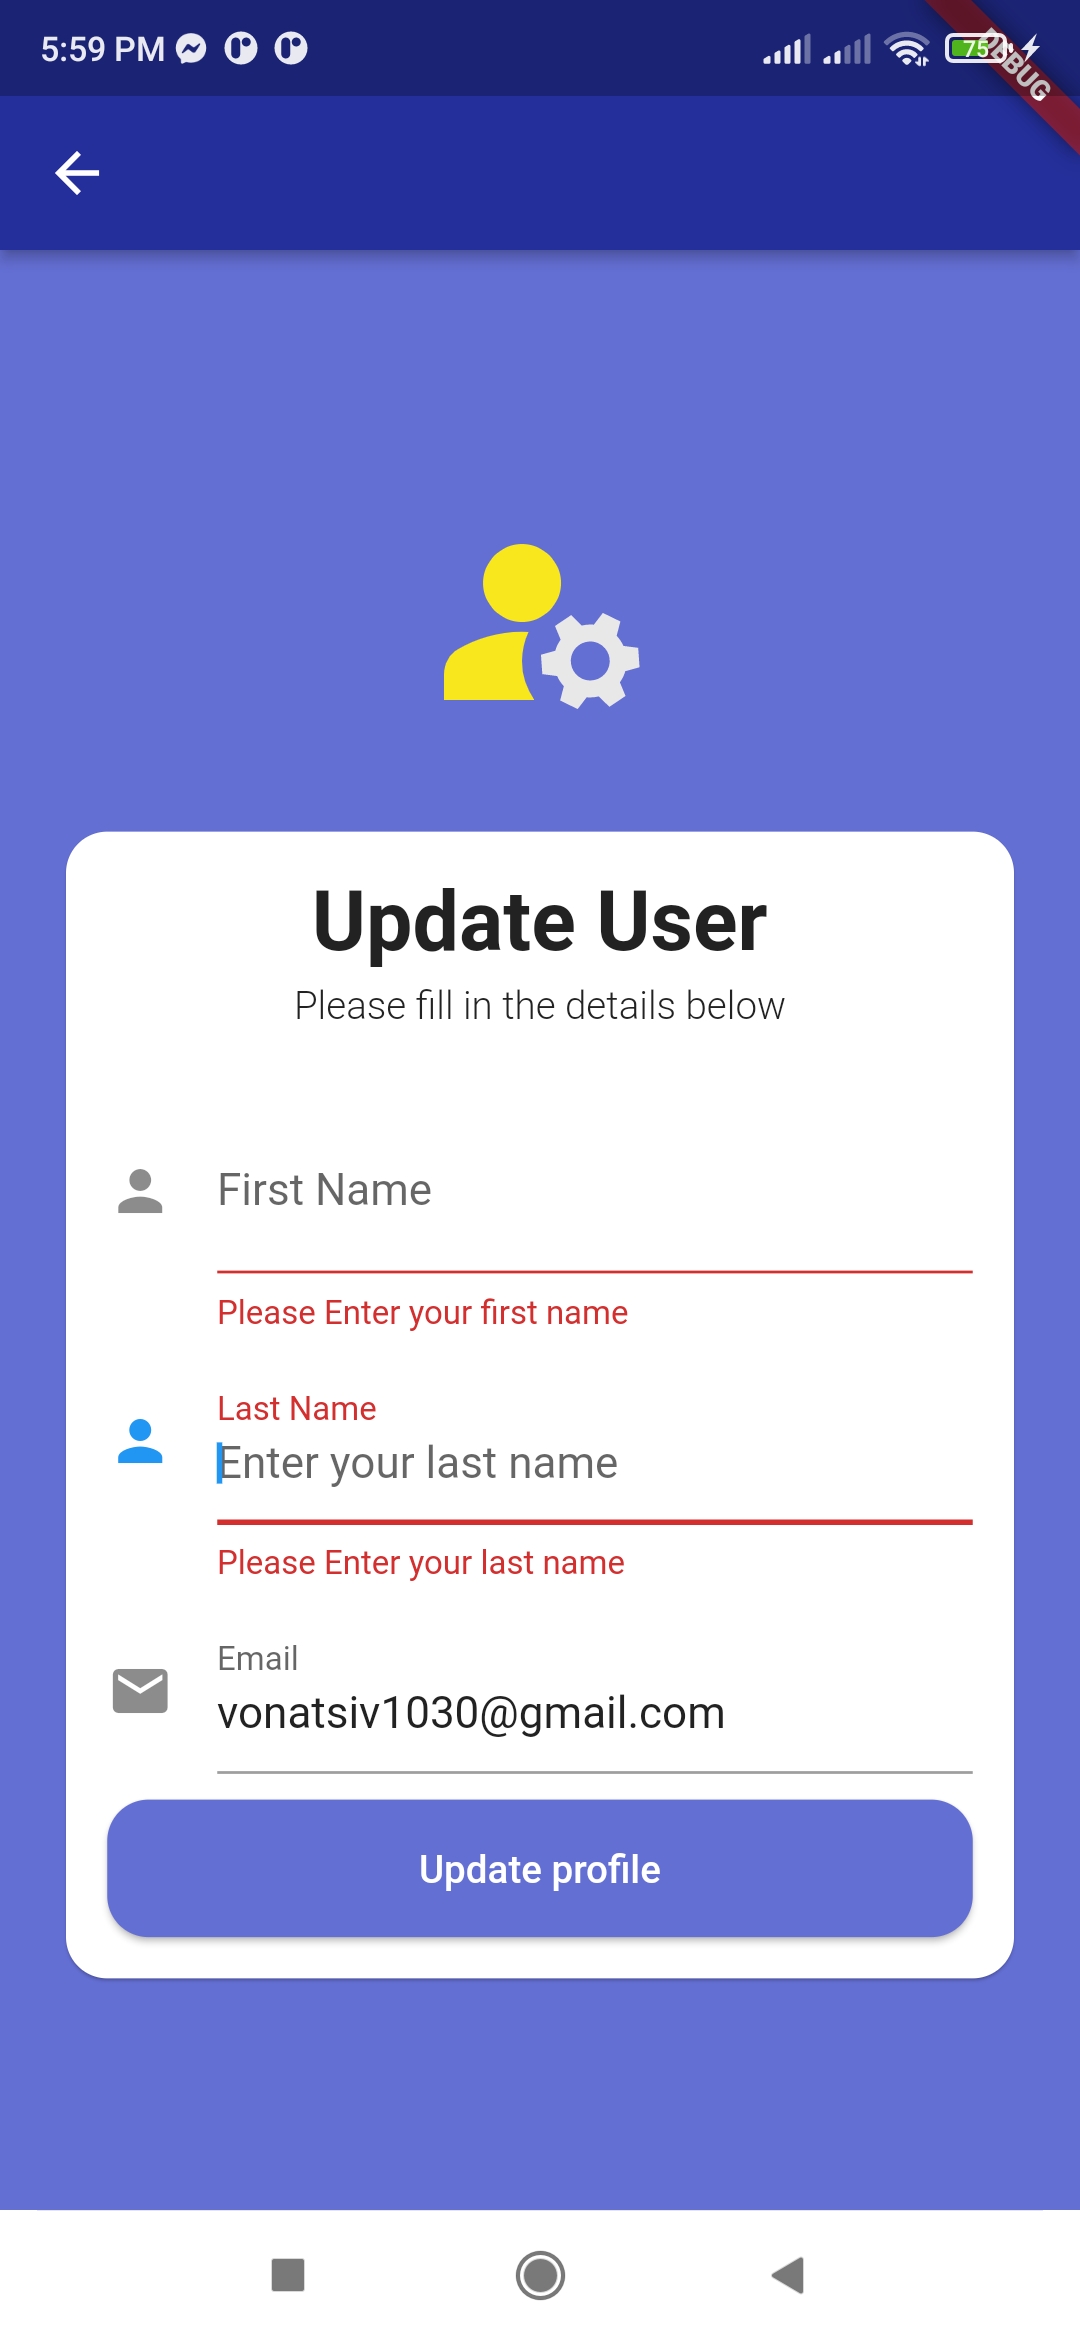 5:59 PM
75
DEBUG
Update User
Please fill in the details below
First Name
Please Enter your first name
Last Name
Enter your last name
Please Enter your last name
Email
vonatsiv1030@gmail.com
Update profile